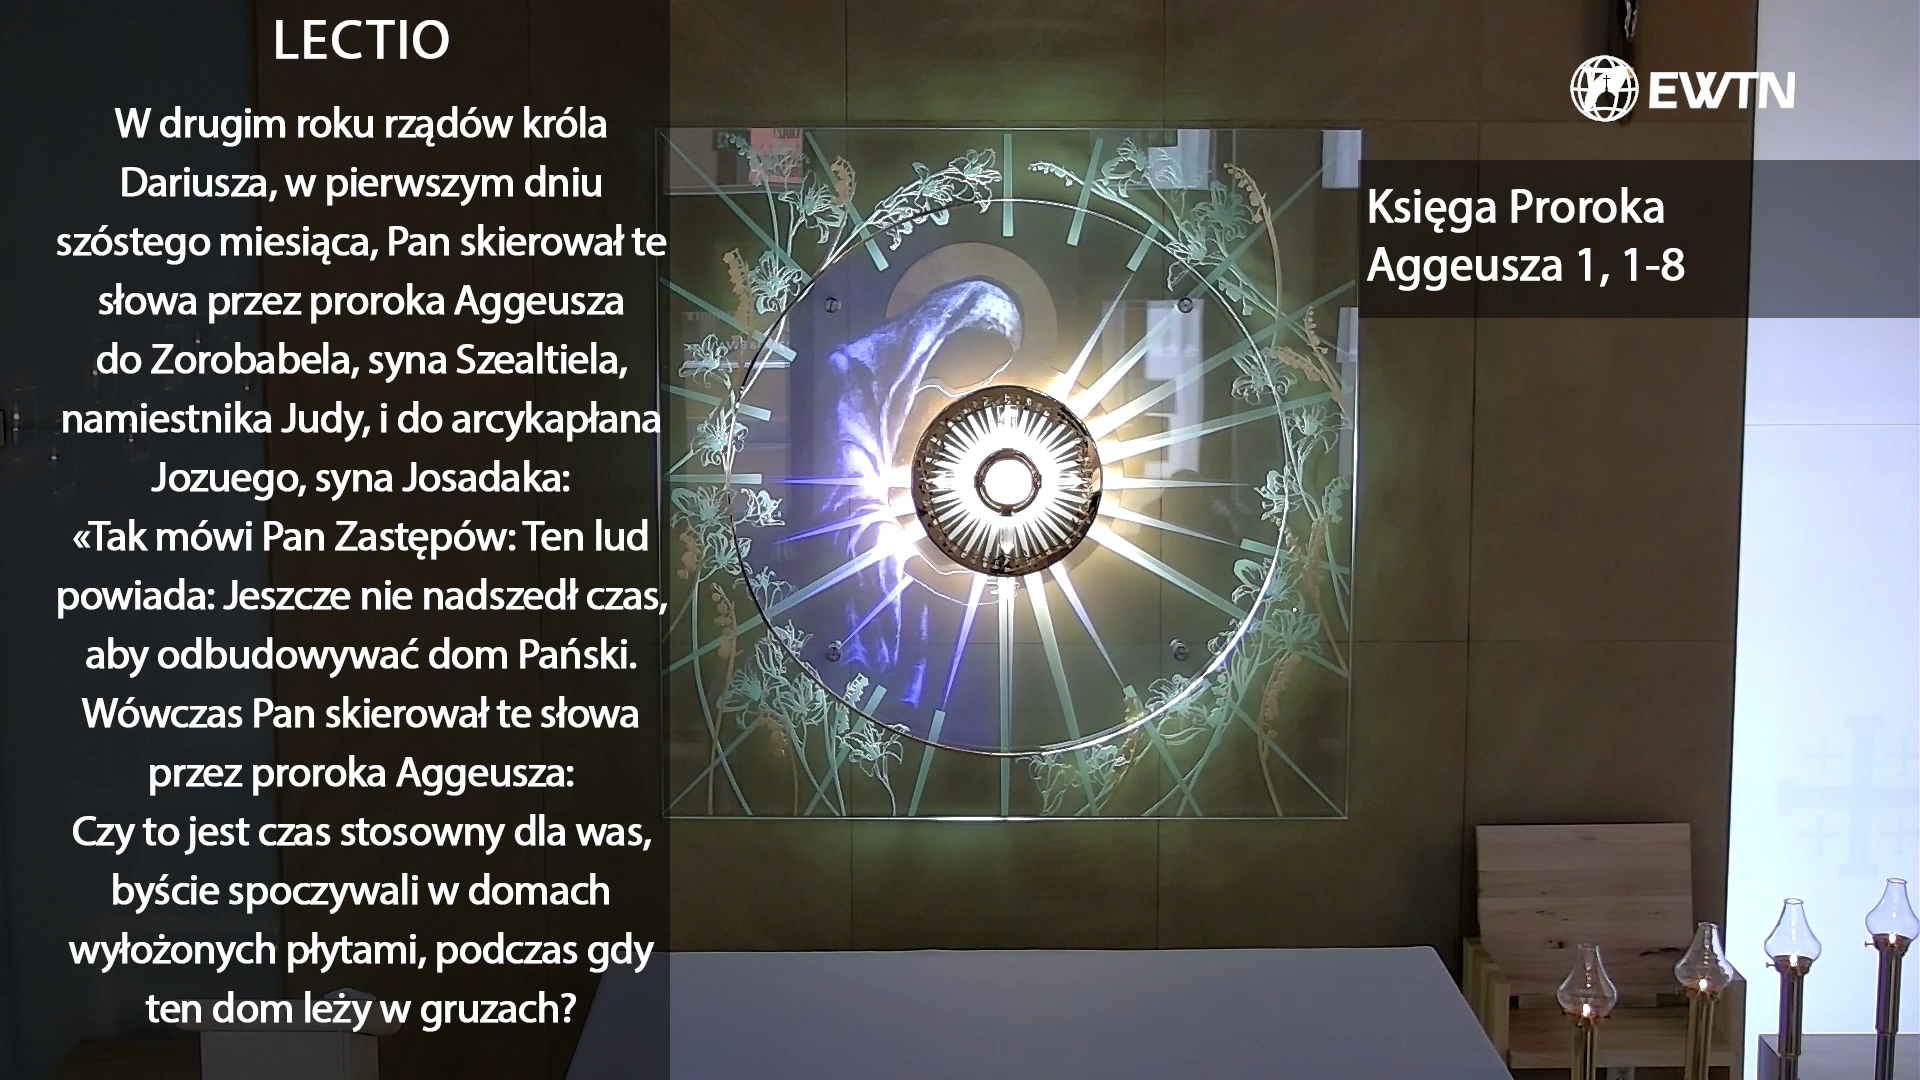 LECTIO
W drugim roku rządów króla
Dariusza, w pierwszym dniu
szóstego miesiąca, Pan skierował te
słowa przez proroka Aggeusza
do Zorobabela, syna Szealtiela,
namiestnika Judy, i do arcykapłana
Jozuego, syna Josadaka:
«Tak mówi Pan Zastępów: Ten lud
powiada: Jeszcze nie nadszedł czas,
aby odbudowywać dom Pański.
Wówczas Pan skierował te słowa
przez proroka Aggeusza:
Czy to jest czas stosowny dla was,
byście spoczywali w domach
wyłożonych płytami, podczas gdy
ten dom leży w gruzach?
EWTN
Księga Proroka
Aggeusza 1, 1-8